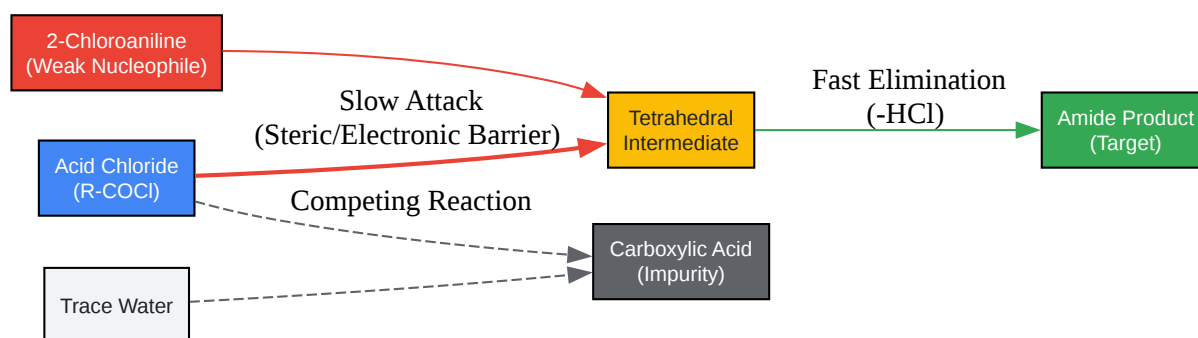 2-Chloroaniline
(Weak Nucleophile)
Slow Attack
(Steric/Electronic Barrier)
Acid Chloride
(R-COCl)
Tetrahedral
Intermediate
Fast Elimination
(-HCl)
Amide Product
(Target)
Competing Reaction
Carboxylic Acid
(Impurity)
Trace Water